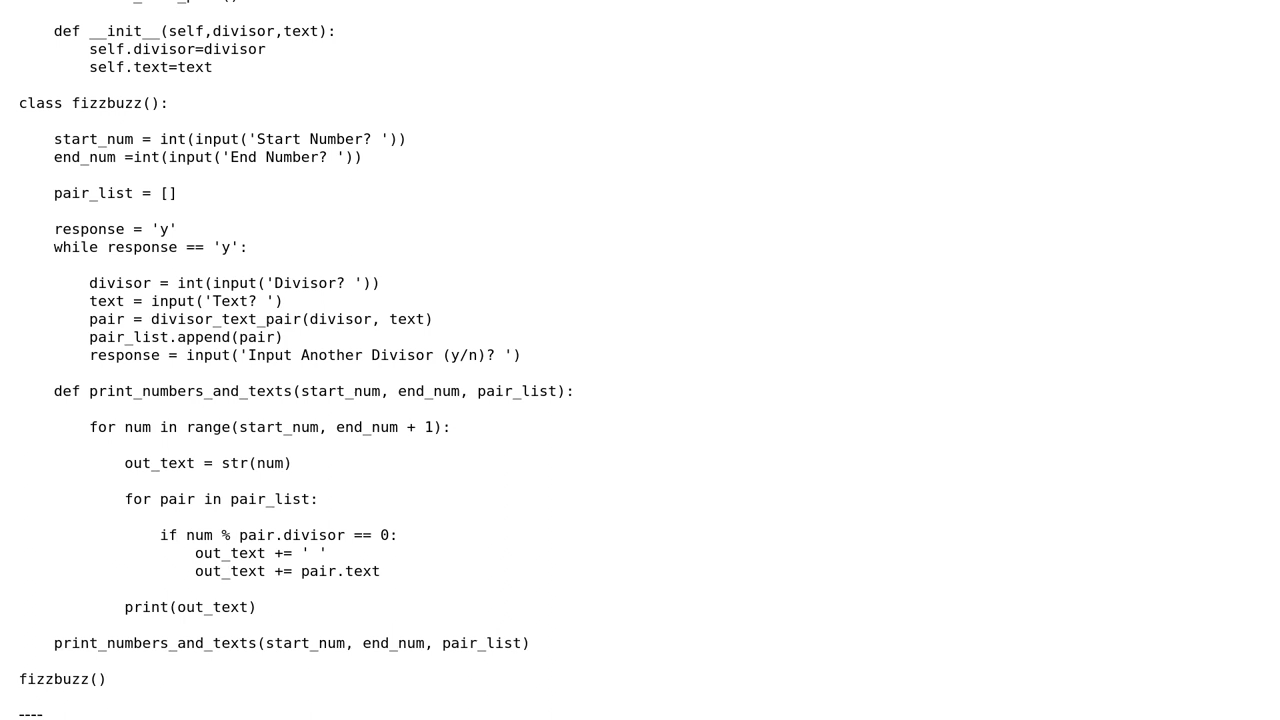 def __init__(self,divisor,text):
self.divisor=divisor
self.text=text
class fizzbuzz():
start_num = int(input('Start Number? '))
end_num =int(input('End Number? '))
pair_list = []
response = 'y'
while response == 'y':
divisor = int(input('Divisor? '))
text = input('Text? ')
pair = divisor_text_pair(divisor, text)
pair_list.append(pair)
response = input('Input Another Divisor (y/n)? ')
def print_numbers_and_texts(start_num, end_num, pair_list):
for num in range(start_num, end_num + 1):
out_text = str(num)
for pair in pair_list:
if num % pair.divisor == 0:
out_text += ' '
out_text += pair.text
print(out_text)
print_numbers_and_texts(start_num, end_num, pair_list)
fizzbuzz()
----